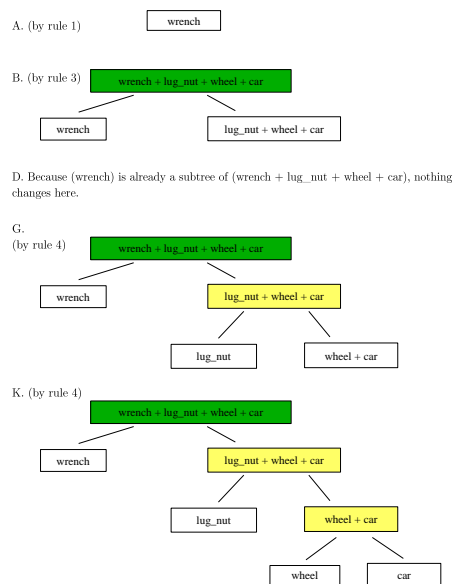 A. (by rule 1)
wrench
B. (by rule 3)
wrench + lug_nut + wheel + car
wrench
lug_nut + wheel + car
D. Because (wrench) is already a subtree of (wrench + lug_nut + wheel + car), nothing
changes here.
G.
(by rule 4)
wrench + lug_nut + wheel + car
wrench
lug_nut + wheel + car
lug_nut
wheel + car
K. (by rule 4)
wrench + lug_nut + wheel + car
wrench
lug_nut + wheel + car
lug_nut
wheel + car
wheel
car